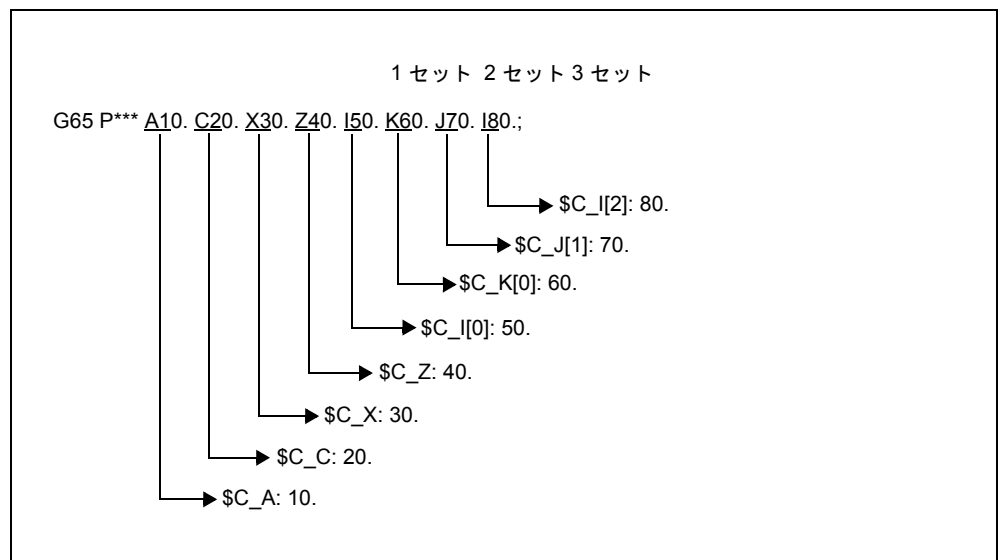 1 セット 2 セット 3 セット
G65 P*** A10. C20. X30. Z40. I50. K60. J70. I80.;
$C_I[2]: 80.
$C_J[1]: 70.
$C_K[0]: 60.
$C_I[0]: 50.
$C_Z: 40.
$C_X: 30.
$C_C: 20.
$C_A: 10.